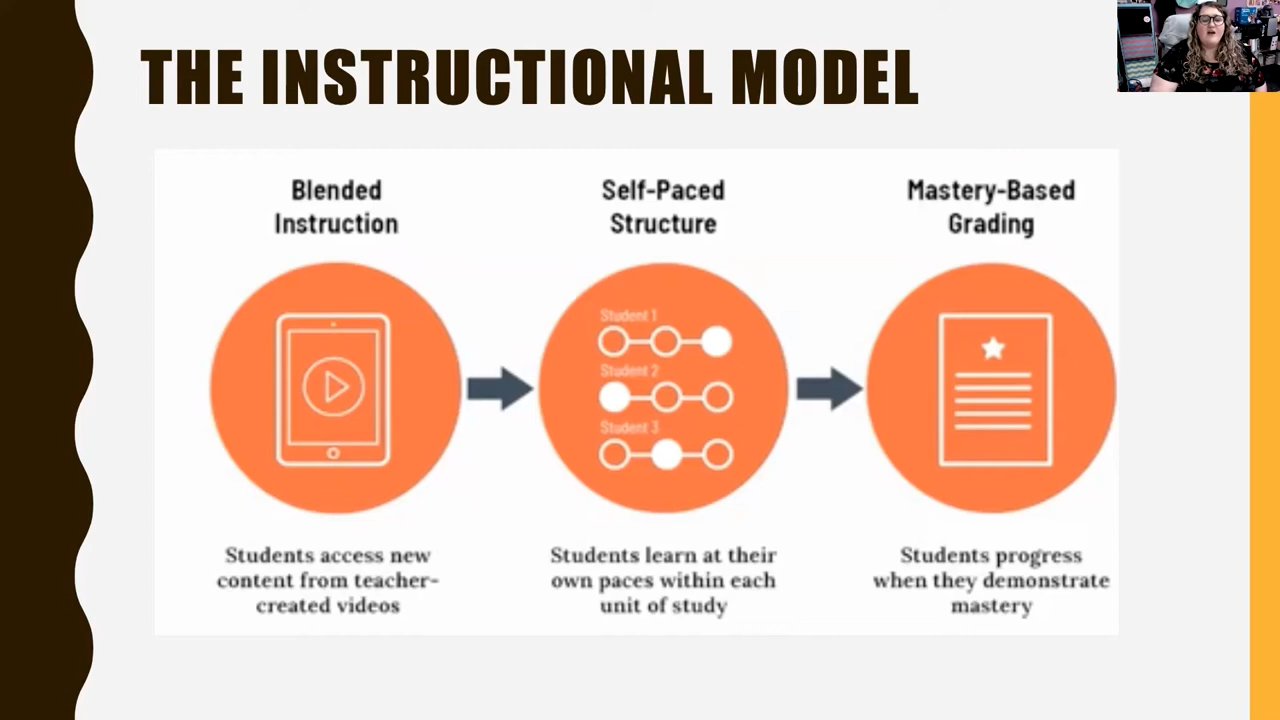 THE INSTRUCTIONAL MODEL
Blended
Instruction
Self-Paced
Structure
Mastery-Based
Grading
Student 1
Student 2
Student 3
Students access new
content from teacher-
created videos
Students learn at their
own paces within each
unit of study
Students progress
when they demonstrate
mastery